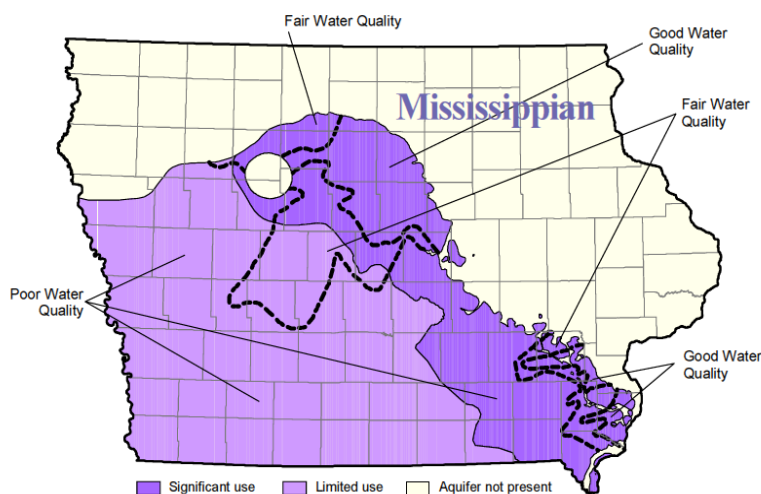 Fair Water Quality
Good Water
Quality
Mississippian
Fair Water
Quality
Poor Water
Quality
Good Water
Quality
Significant use
Limited use
Aquifer not present